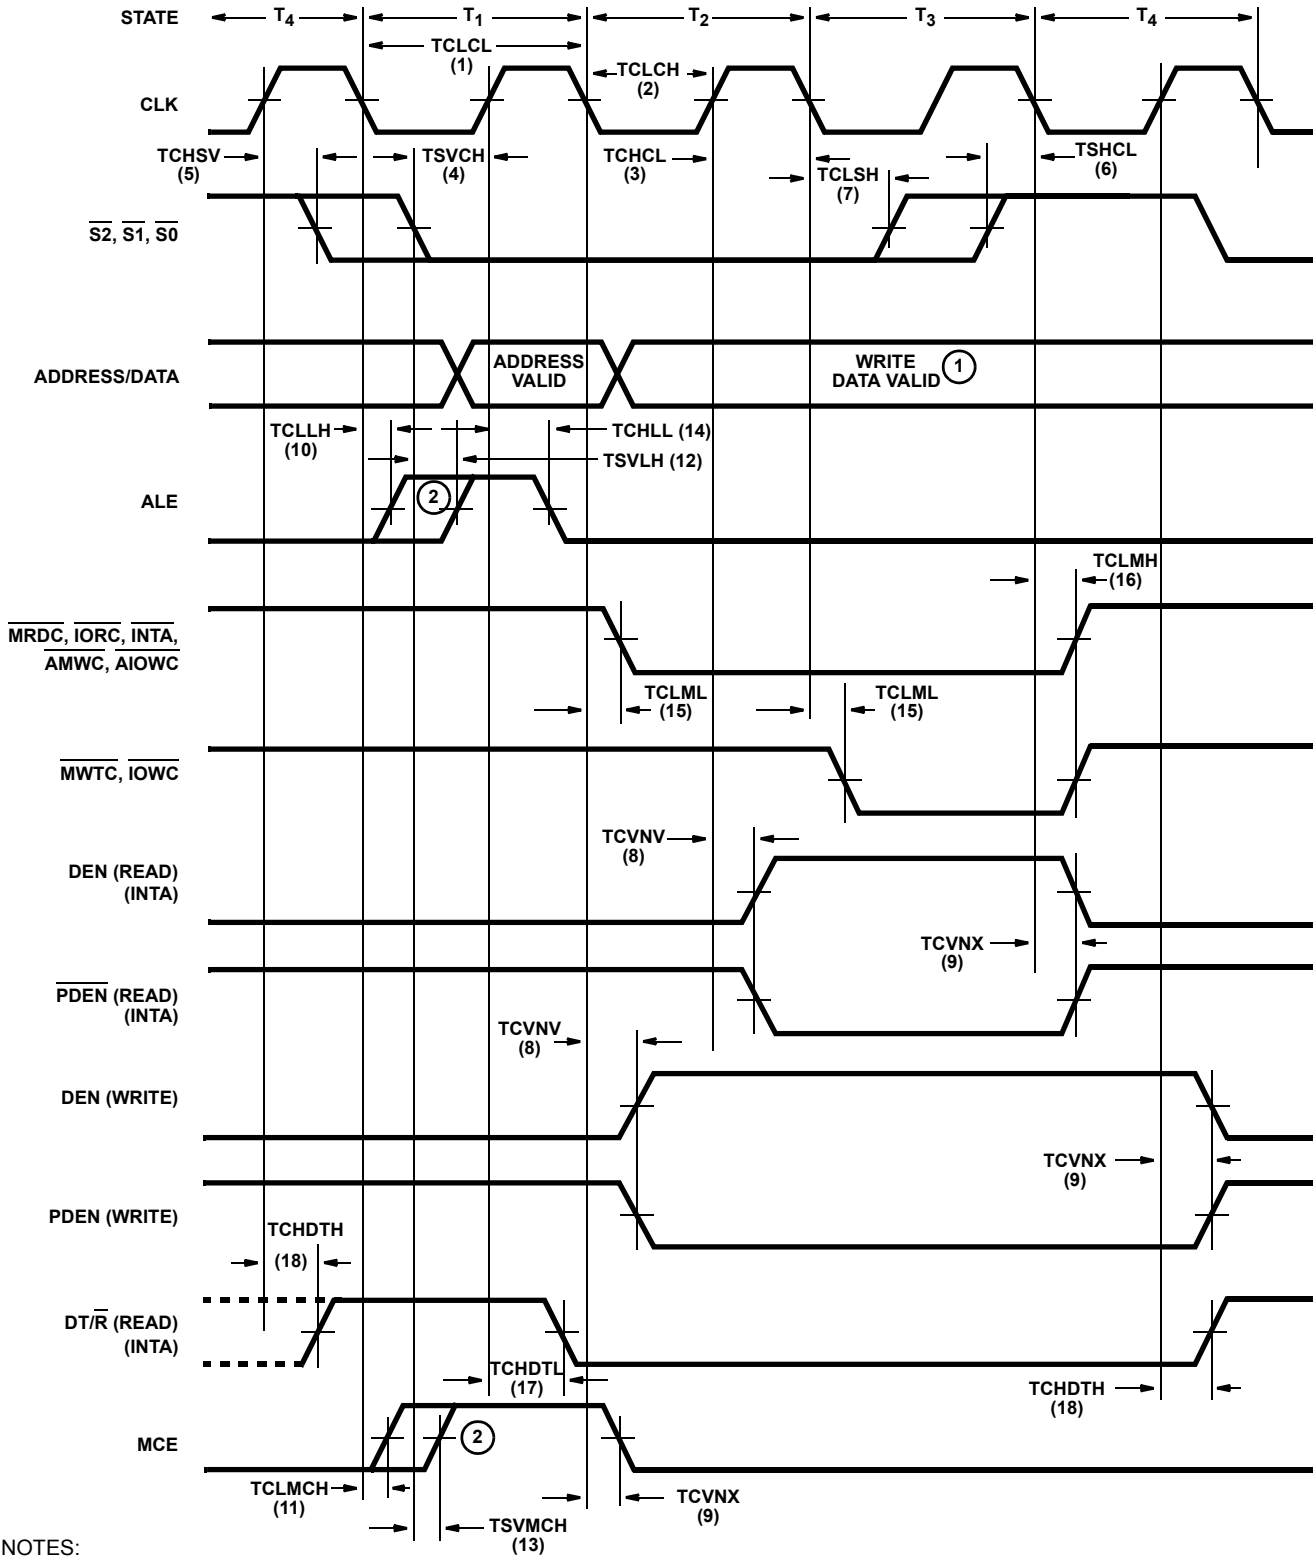 STATE T4 T1 T2 T3 T4
TCLCL
(1)
TCLCH
(2)
CLK
TCHSV
(5)
TSVCH
(4)
TCHCL
(3)
TCLSH
(7)
TSHCL
(6)
S2, S1, S0
ADDRESS/DATA
ADDRESS
VALID
WRITE
DATA VALID 1
TCLLH
(10)
TCHLL (14)
TSVLH (12)
ALE
2
TCLMH
(16)
MRDC, IORC, INTA,
AMWC, AIOWC
TCLML
(15)
TCLML
(15)
MWTC, IOWC
TCVNV
(8)
DEN (READ)
(INTA)
TCVNX
(9)
PDEN (READ)
(INTA)
TCVNV
(8)
DEN (WRITE)
TCVNX
(9)
PDEN (WRITE)
TCHDTH
(18)
DT/R (READ)
(INTA)
TCHDTL
(17)
TCHDTH
(18)
MCE
2
TCLMCH
(11)
TCVNX
(9)
TSVMCH
(13)
NOTES: